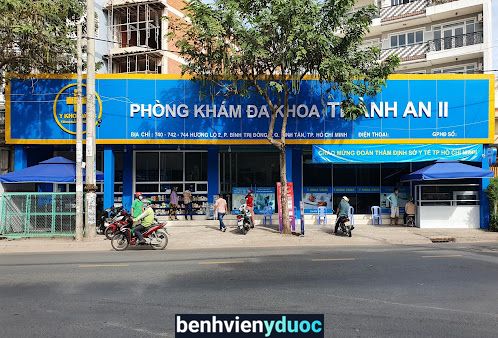 PHÒNG KHÁM ĐA KHOA THÀNH AN II
ĐỊA CHỈ : 740 - 742 - 744 HƯƠNG LỘ 2, P. BÌNH TRỊ ĐÔNG A, Q. BÌNH TÂN, TP. HỒ CHÍ MINH ĐIỆN THOẠI: GPHĐ SỐ:
CHÀO MỪNG ĐOÀN THẨM ĐỊNH SỞ Y TẾ TP HỒ CHÍ MINH
benhvienyduoc.com